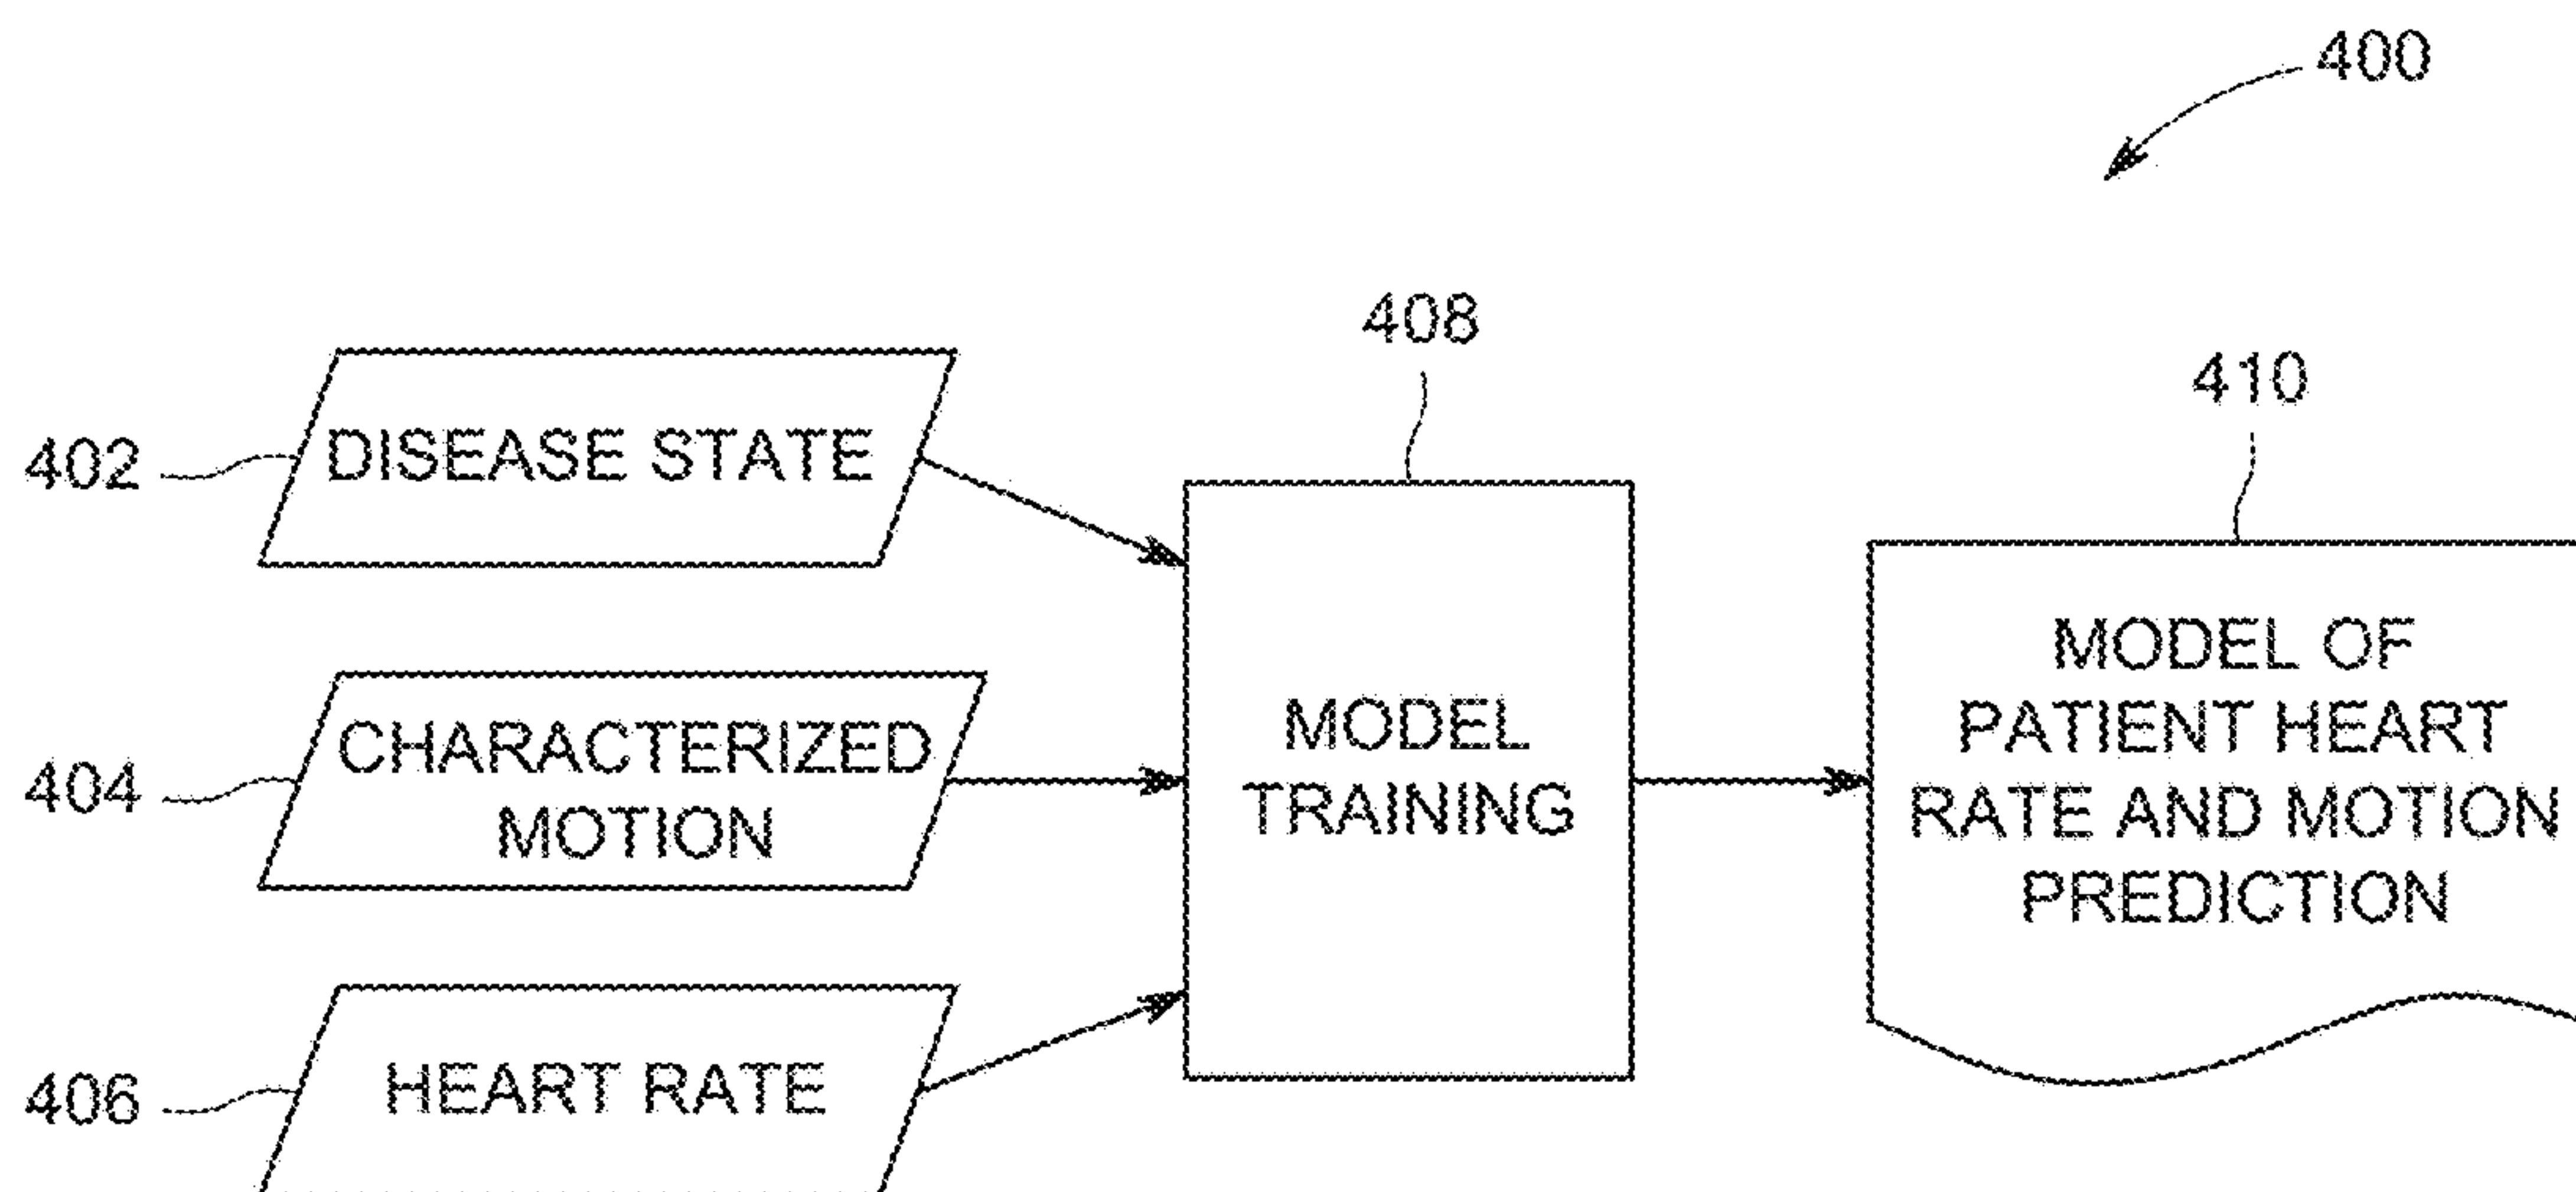 400
408
410
402
DISEASE STATE
404
CHARACTERIZED
MOTION
406
HEART RATE
MODEL
TRAINING
MODEL OF
PATIENT HEART
RATE AND MOTION
PREDICTION